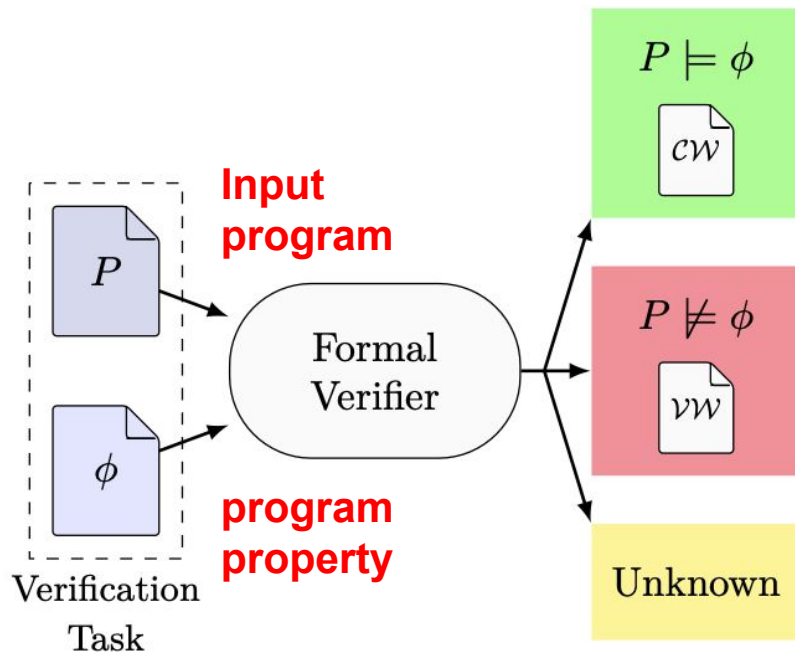 Input
program
P
ϕ
program
property
Verification
Task
Formal
Verifier
P ⊨ ϕ
CW
P ⊭ ϕ
VW
Unknown